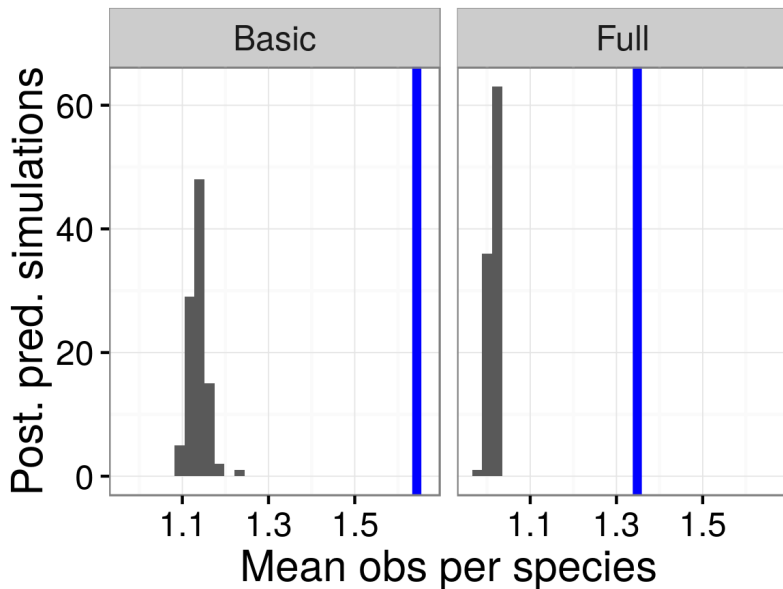 Basic Full
Post. pred. simulations
60
40
20
0
1.1 1.3 1.5 1.1 1.3 1.5
Mean obs per species